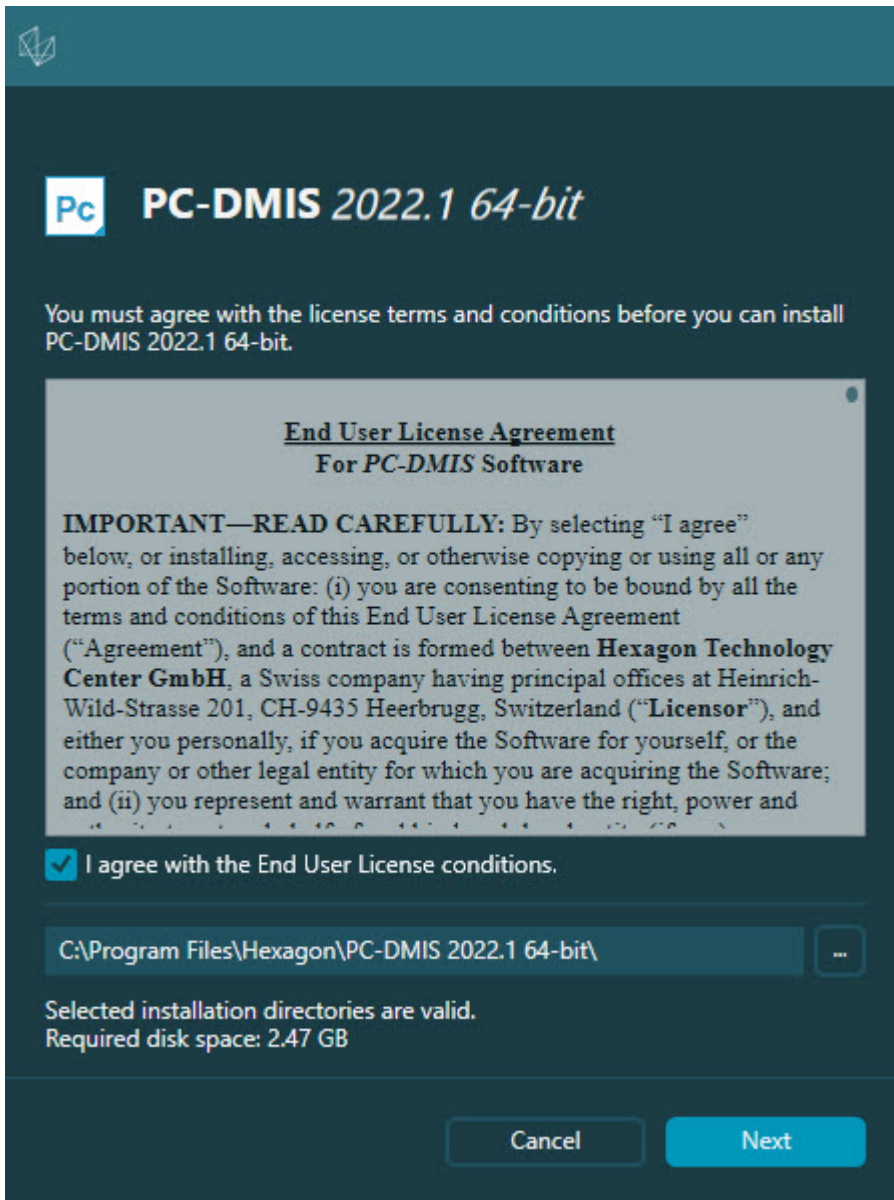 Pc
PC-DMIS 2022.1 64-bit
You must agree with the license terms and conditions before you can install
PC-DMIS 2022.1 64-bit.
End User License Agreement
For PC-DMIS Software
IMPORTANT—READ CAREFULLY: By selecting “I agree”
below, or installing, accessing, or otherwise copying or using all or any
portion of the Software: (i) you are consenting to be bound by all the
terms and conditions of this End User License Agreement
(“Agreement”), and a contract is formed between Hexagon Technology
Center GmbH, a Swiss company having principal offices at Heinrich-
Wild-Strasse 201, CH-9435 Heerbrugg, Switzerland (“Licensor”), and
either you personally, if you acquire the Software for yourself, or the
company or other legal entity for which you are acquiring the Software;
and (ii) you represent and warrant that you have the right, power and
I agree with the End User License conditions.
C:\Program Files\Hexagon\PC-DMIS 2022.1 64-bit\
...
Selected installation directories are valid.
Required disk space: 2.47 GB
Cancel
Next